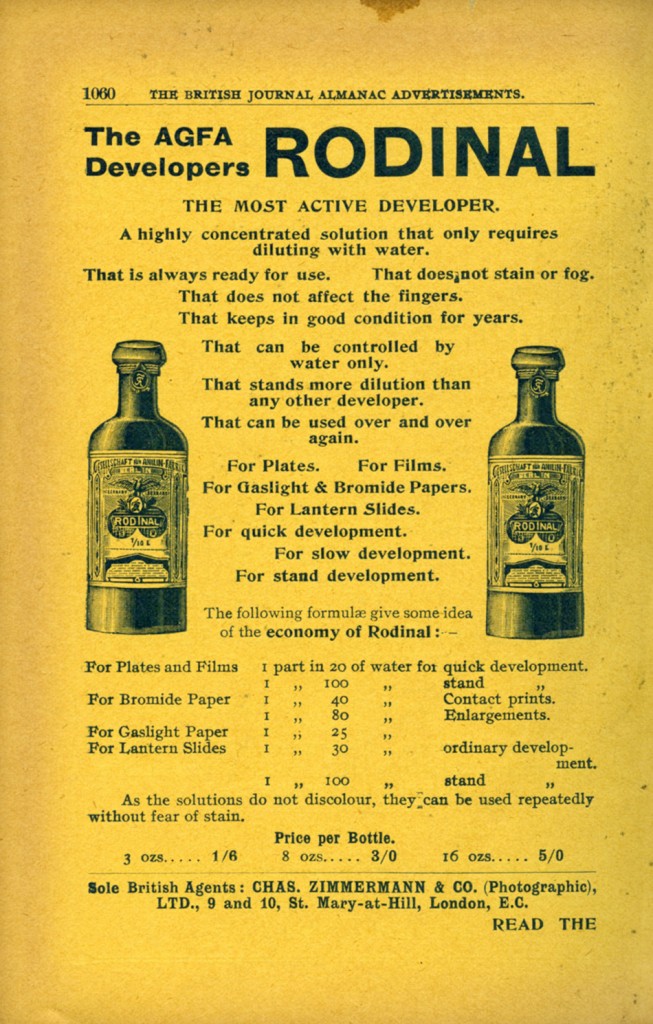 1060 THE BRITISH JOURNAL ALMANAC ADVERTISEMENTS.
The AGFA
Developers RODINAL
THE MOST ACTIVE DEVELOPER.
A highly concentrated solution that only requires
diluting with water.
That is always ready for use. That does not stain or fog.
That does not affect the fingers.
That keeps in good condition for years.
That can be controlled by
water only.
That stands more dilution than
any other developer.
That can be used over and over
again.
For Plates. For Films.
For Gaslight & Bromide Papers.
For Lantern Slides.
For quick development.
For slow development.
For stand development.
RODINAL
RODINAL
The following formulæ give some idea
of the economy of Rodinal:—
For Plates and Films 1 part in 20 of water for quick development.
1 ,, 100 ,, stand ,,
For Bromide Paper 1 ,, 40 ,, Contact prints.
1 ,, 80 ,, Enlargements.
For Gaslight Paper 1 ,, 25 ,,
For Lantern Slides 1 ,, 30 ,, ordinary develop-
ment.
1 ,, 100 ,, stand ,,
As the solutions do not discolour, they can be used repeatedly
without fear of stain.
Price per Bottle.
3 ozs..... 1/6 8 ozs..... 3/0 16 ozs..... 5/0
Sole British Agents: CHAS. ZIMMERMANN & CO. (Photographic),
LTD., 9 and 10, St. Mary-at-Hill, London, E.C.
READ THE